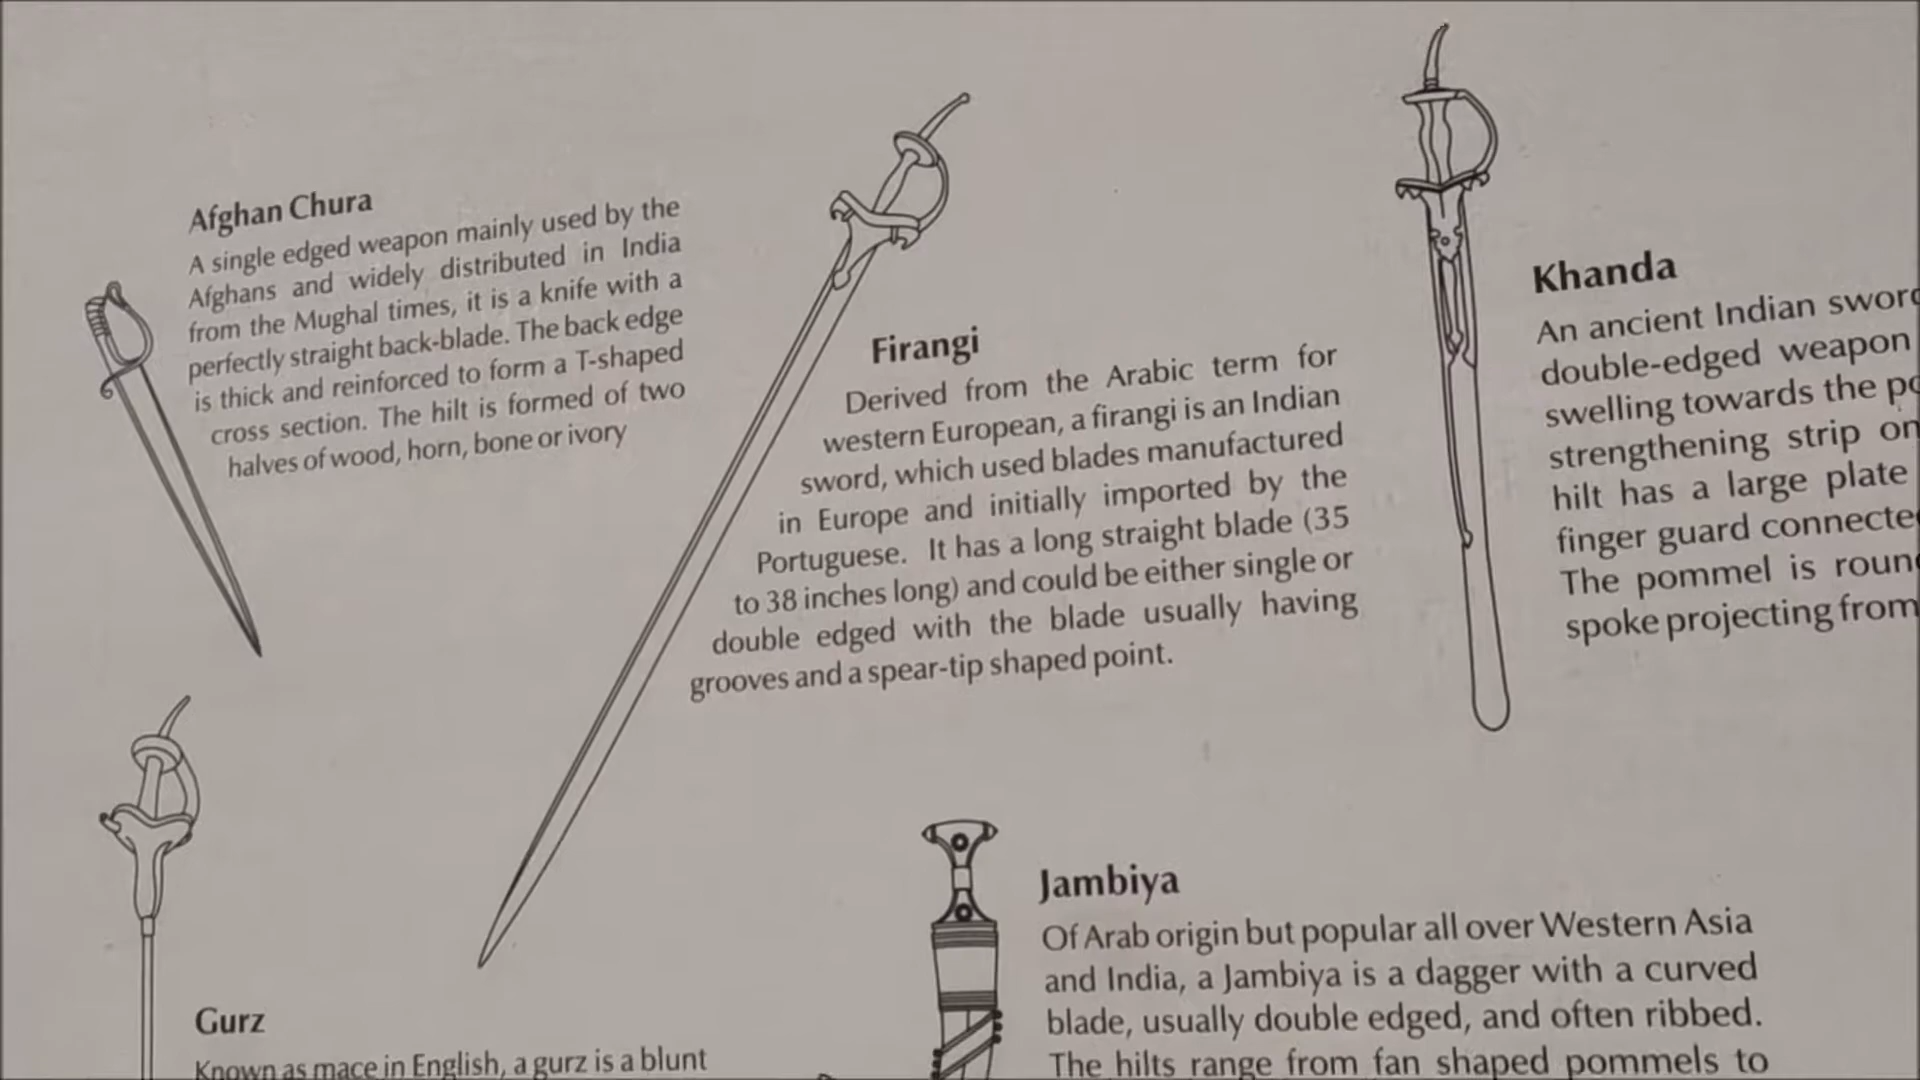 Afghan Chura
A single edged weapon mainly used by the
Afghans and widely distributed in India
from the Mughal times, it is a knife with a
perfectly straight back-blade. The back edge
is thick and reinforced to form a T-shaped
cross section. The hilt is formed of two
halves of wood, horn, bone or ivory
Firangi
Derived from the Arabic term for
western European, a firangi is an Indian
sword, which used blades manufactured
in Europe and initially imported by the
Portuguese. It has a long straight blade (35
to 38 inches long) and could be either single or
double edged with the blade usually having
grooves and a spear-tip shaped point.
Khanda
An ancient Indian sword
double-edged weapon
swelling towards the po
strengthening strip on
hilt has a large plate
finger guard connecte
The pommel is roun
spoke projecting from
Gurz
Known as mace in English, a gurz is a blunt
Jambiya
Of Arab origin but popular all over Western Asia
and India, a Jambiya is a dagger with a curved
blade, usually double edged, and often ribbed.
The hilts range from fan shaped pommels to